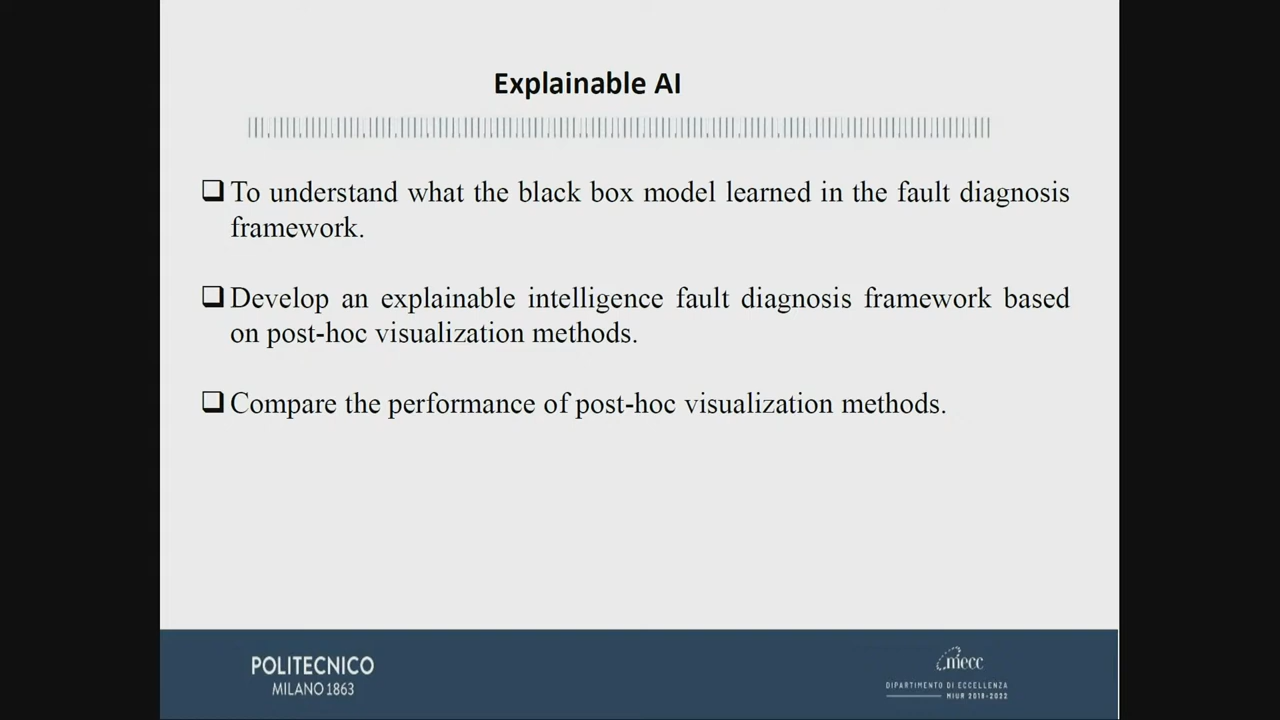 Explainable AI
To understand what the black box model learned in the fault diagnosis
framework.
Develop an explainable intelligence fault diagnosis framework based
on post-hoc visualization methods.
Compare the performance of post-hoc visualization methods.
POLITECNICO
MILANO 1863
mecc
DIPARTIMENTO DI ECCELLENZA
MIUR 2018-2022